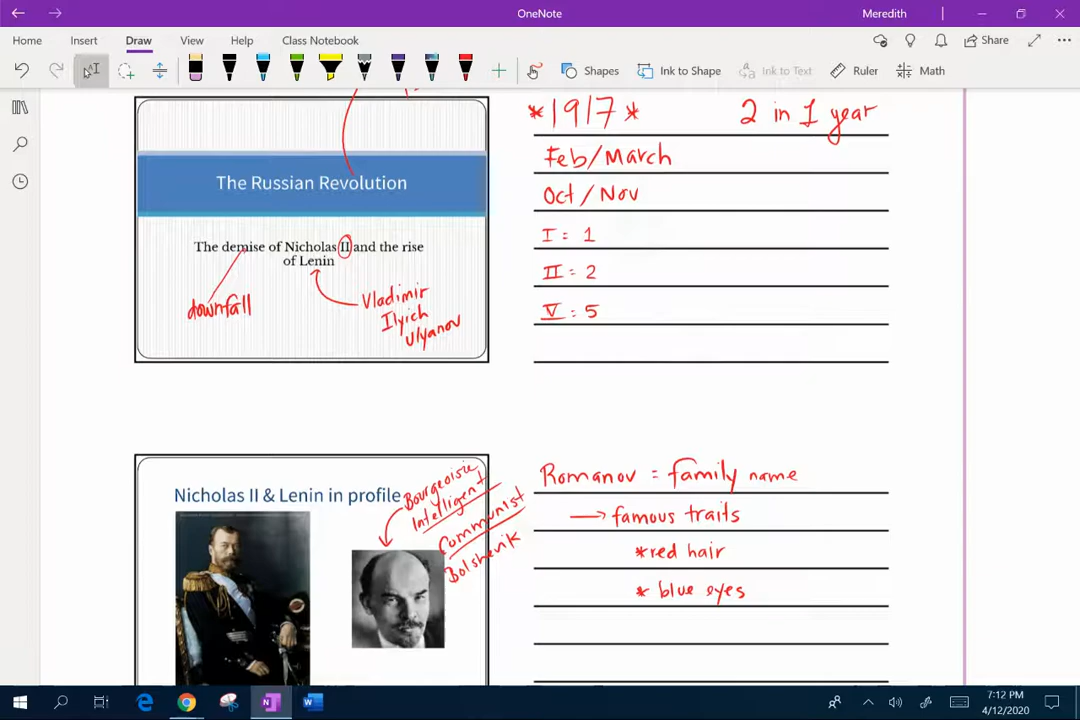 OneNote
Meredith
Home Insert Draw View Help Class Notebook
Share
Shapes Ink to Shape Ink to Text Ruler Math
*1917* 2 in 1 year
Feb/March
Oct/Nov
I = 1
II = 2
V = 5
The Russian Revolution
The demise of Nicholas II and the rise
of Lenin
downfall
Vladimir
Ilyich
Ulyanov
Nicholas II & Lenin in profile
Bourgeoisie
Intelligent
Communist
Bolshevik
Romanov = family name
→ famous traits
*red hair
* blue eyes
7:12 PM
4/12/2020